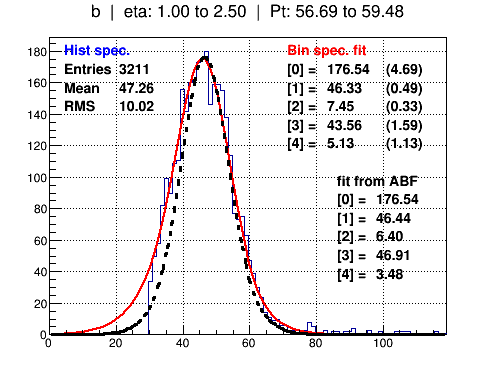 b | eta: 1.00 to 2.50 | Pt: 56.69 to 59.48
Hist spec.
Entries 3211
Mean 47.26
RMS 10.02
Bin spec. fit
[0] = 176.54 (4.69)
[1] = 46.33 (0.49)
[2] = 7.45 (0.33)
[3] = 43.56 (1.59)
[4] = 5.13 (1.13)
fit from ABF
[0] = 176.54
[1] = 46.44
[2] = 6.40
[3] = 46.91
[4] = 3.48
180
160
140
120
100
80
60
40
20
0
0 20 40 60 80 100